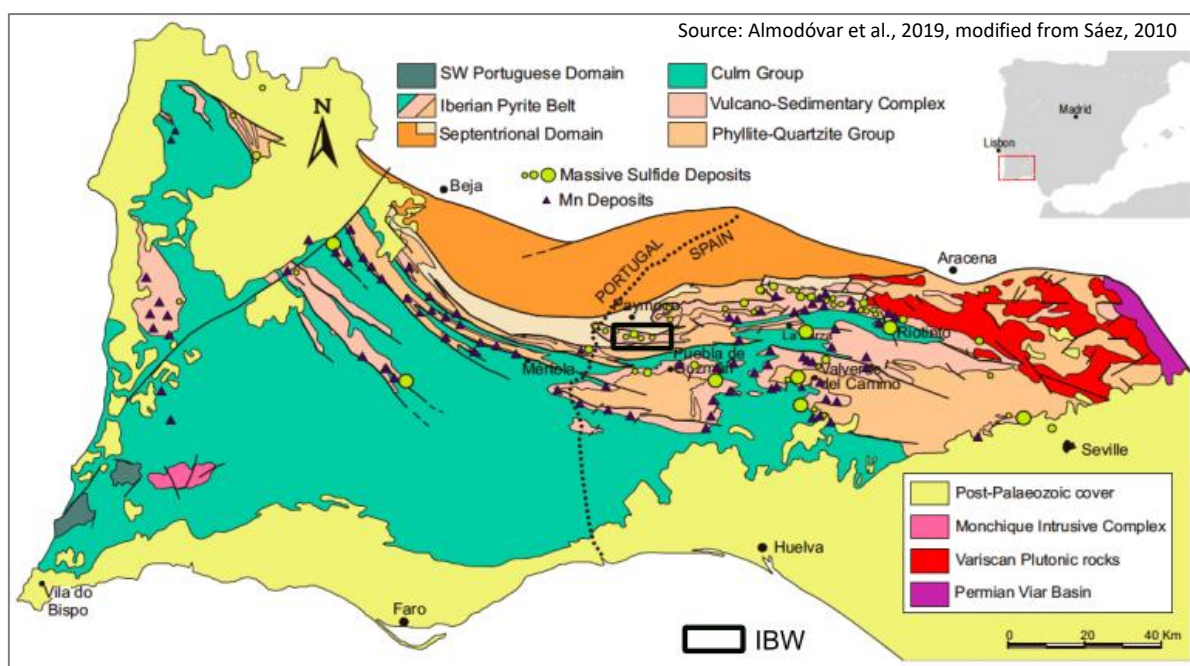 Source: Almodóvar et al., 2019, modified from Sáez, 2010
SW Portuguese Domain
Iberian Pyrite Belt
Septentrional Domain
Culm Group
Vulcano-Sedimentary Complex
Phyllite-Quartzite Group
Massive Sulfide Deposits
Mn Deposits
N
Madrid
Lisbon
Beja
PORTUGAL
SPAIN
Aracena
Paymogo
La Zarza
Riotinto
Mértola
Puebla de
Guzmán
Valverde
del Camino
Seville
Post-Palaeozoic cover
Monchique Intrusive Complex
Variscan Plutonic rocks
Permian Viar Basin
Huelva
Vila do
Bispo
Faro
IBW
0 20 40 Km